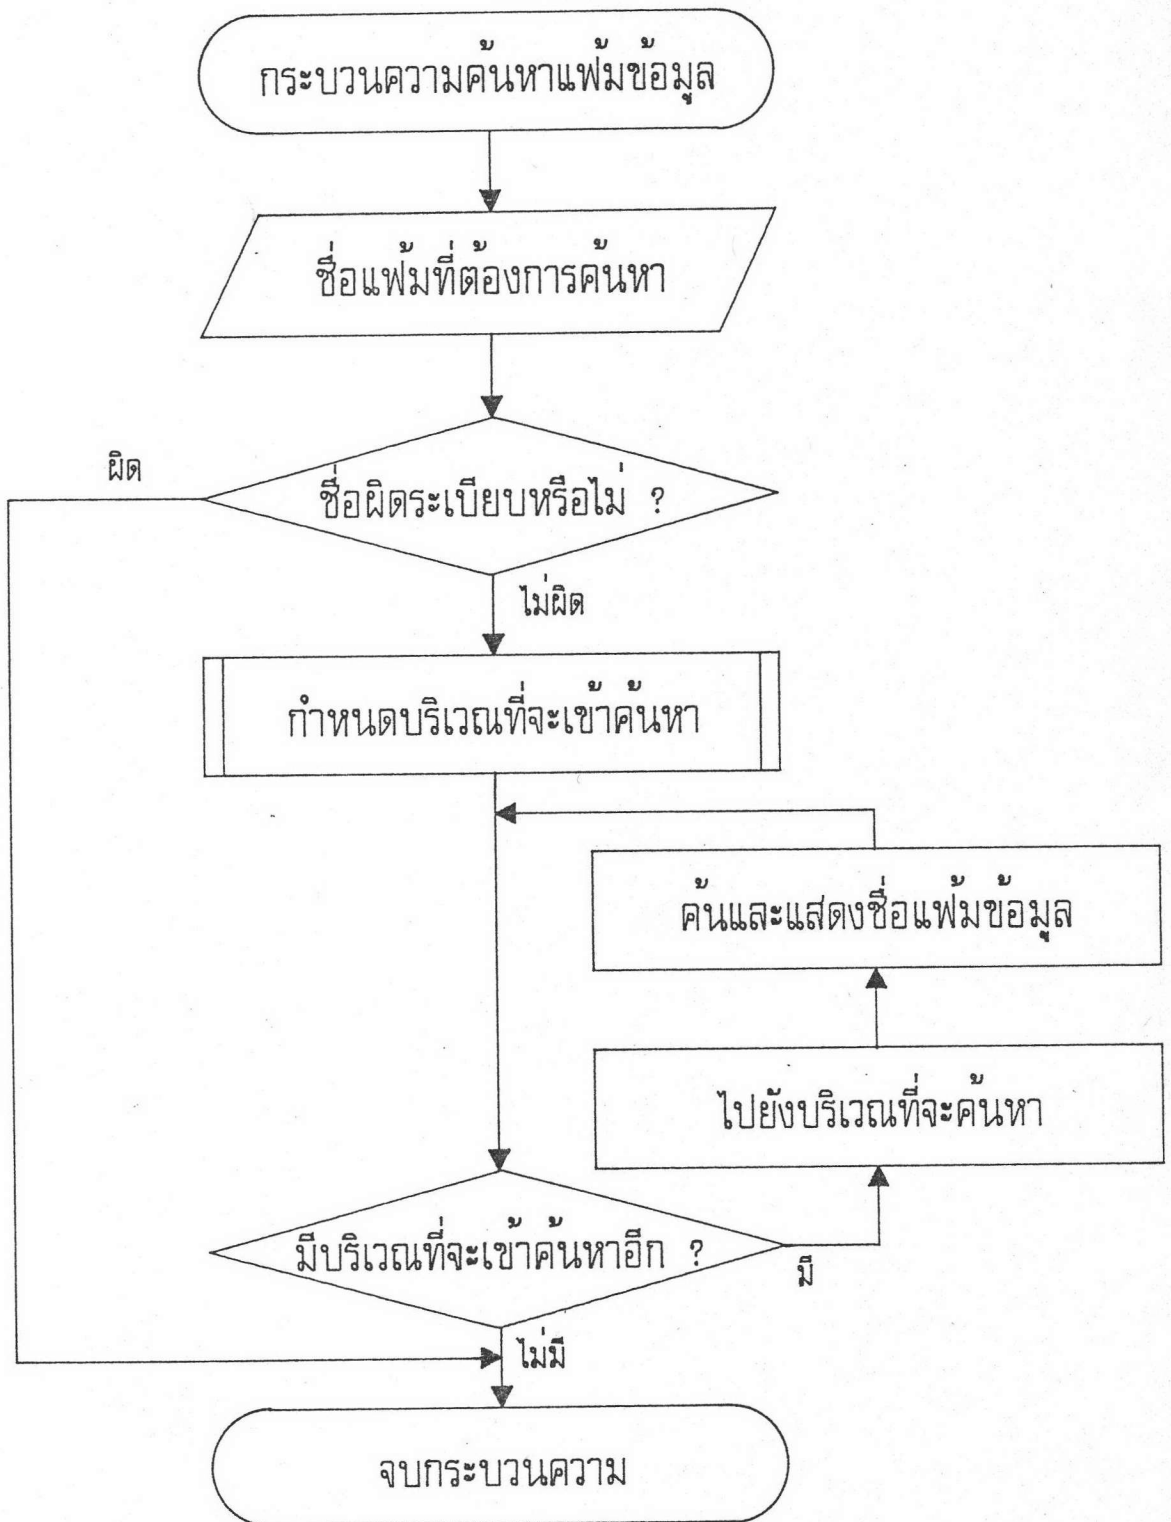 กระบวนความค้นหาแฟ้มข้อมูล
ชื่อแฟ้มที่ต้องการค้นหา
ผิด
ชื่อผิดระเบียบหรือไม่ ?
ไม่ผิด
กำหนดบริเวณที่จะเข้าค้นหา
ค้นและแสดงชื่อแฟ้มข้อมูล
ไปยังบริเวณที่จะค้นหา
มีบริเวณที่จะเข้าค้นหาอีก ?
มี
ไม่มี
จบกระบวนความ